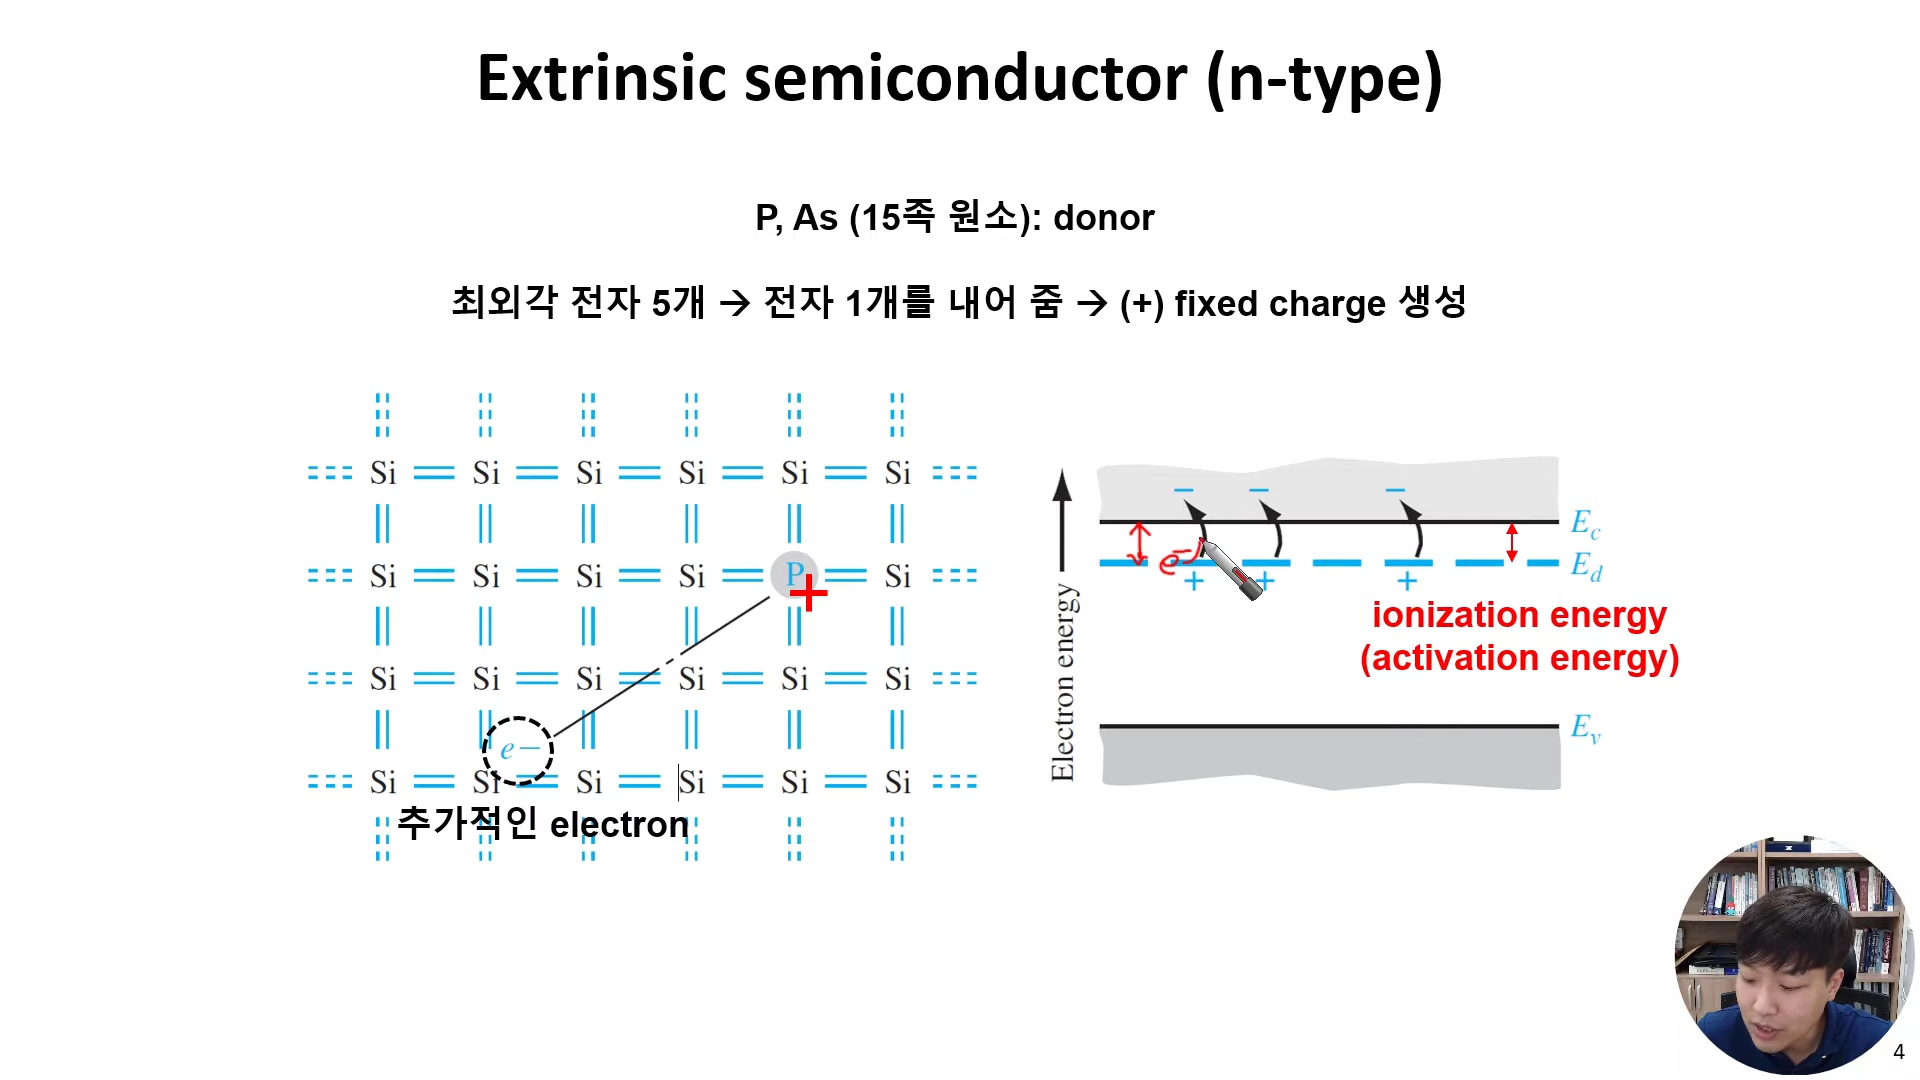 Extrinsic semiconductor (n-type)
P, As (15족 원소): donor
최외각 전자 5개 → 전자 1개를 내어 줌 → (+) fixed charge 생성
Si Si Si Si Si Si
Si Si Si Si P Si
+
Si Si Si Si Si Si
e−
Si Si Si Si Si Si
추가적인 electron
Electron energy
− − −
E_c
e−
E_d
+ + +
ionization energy
(activation energy)
E_v
4